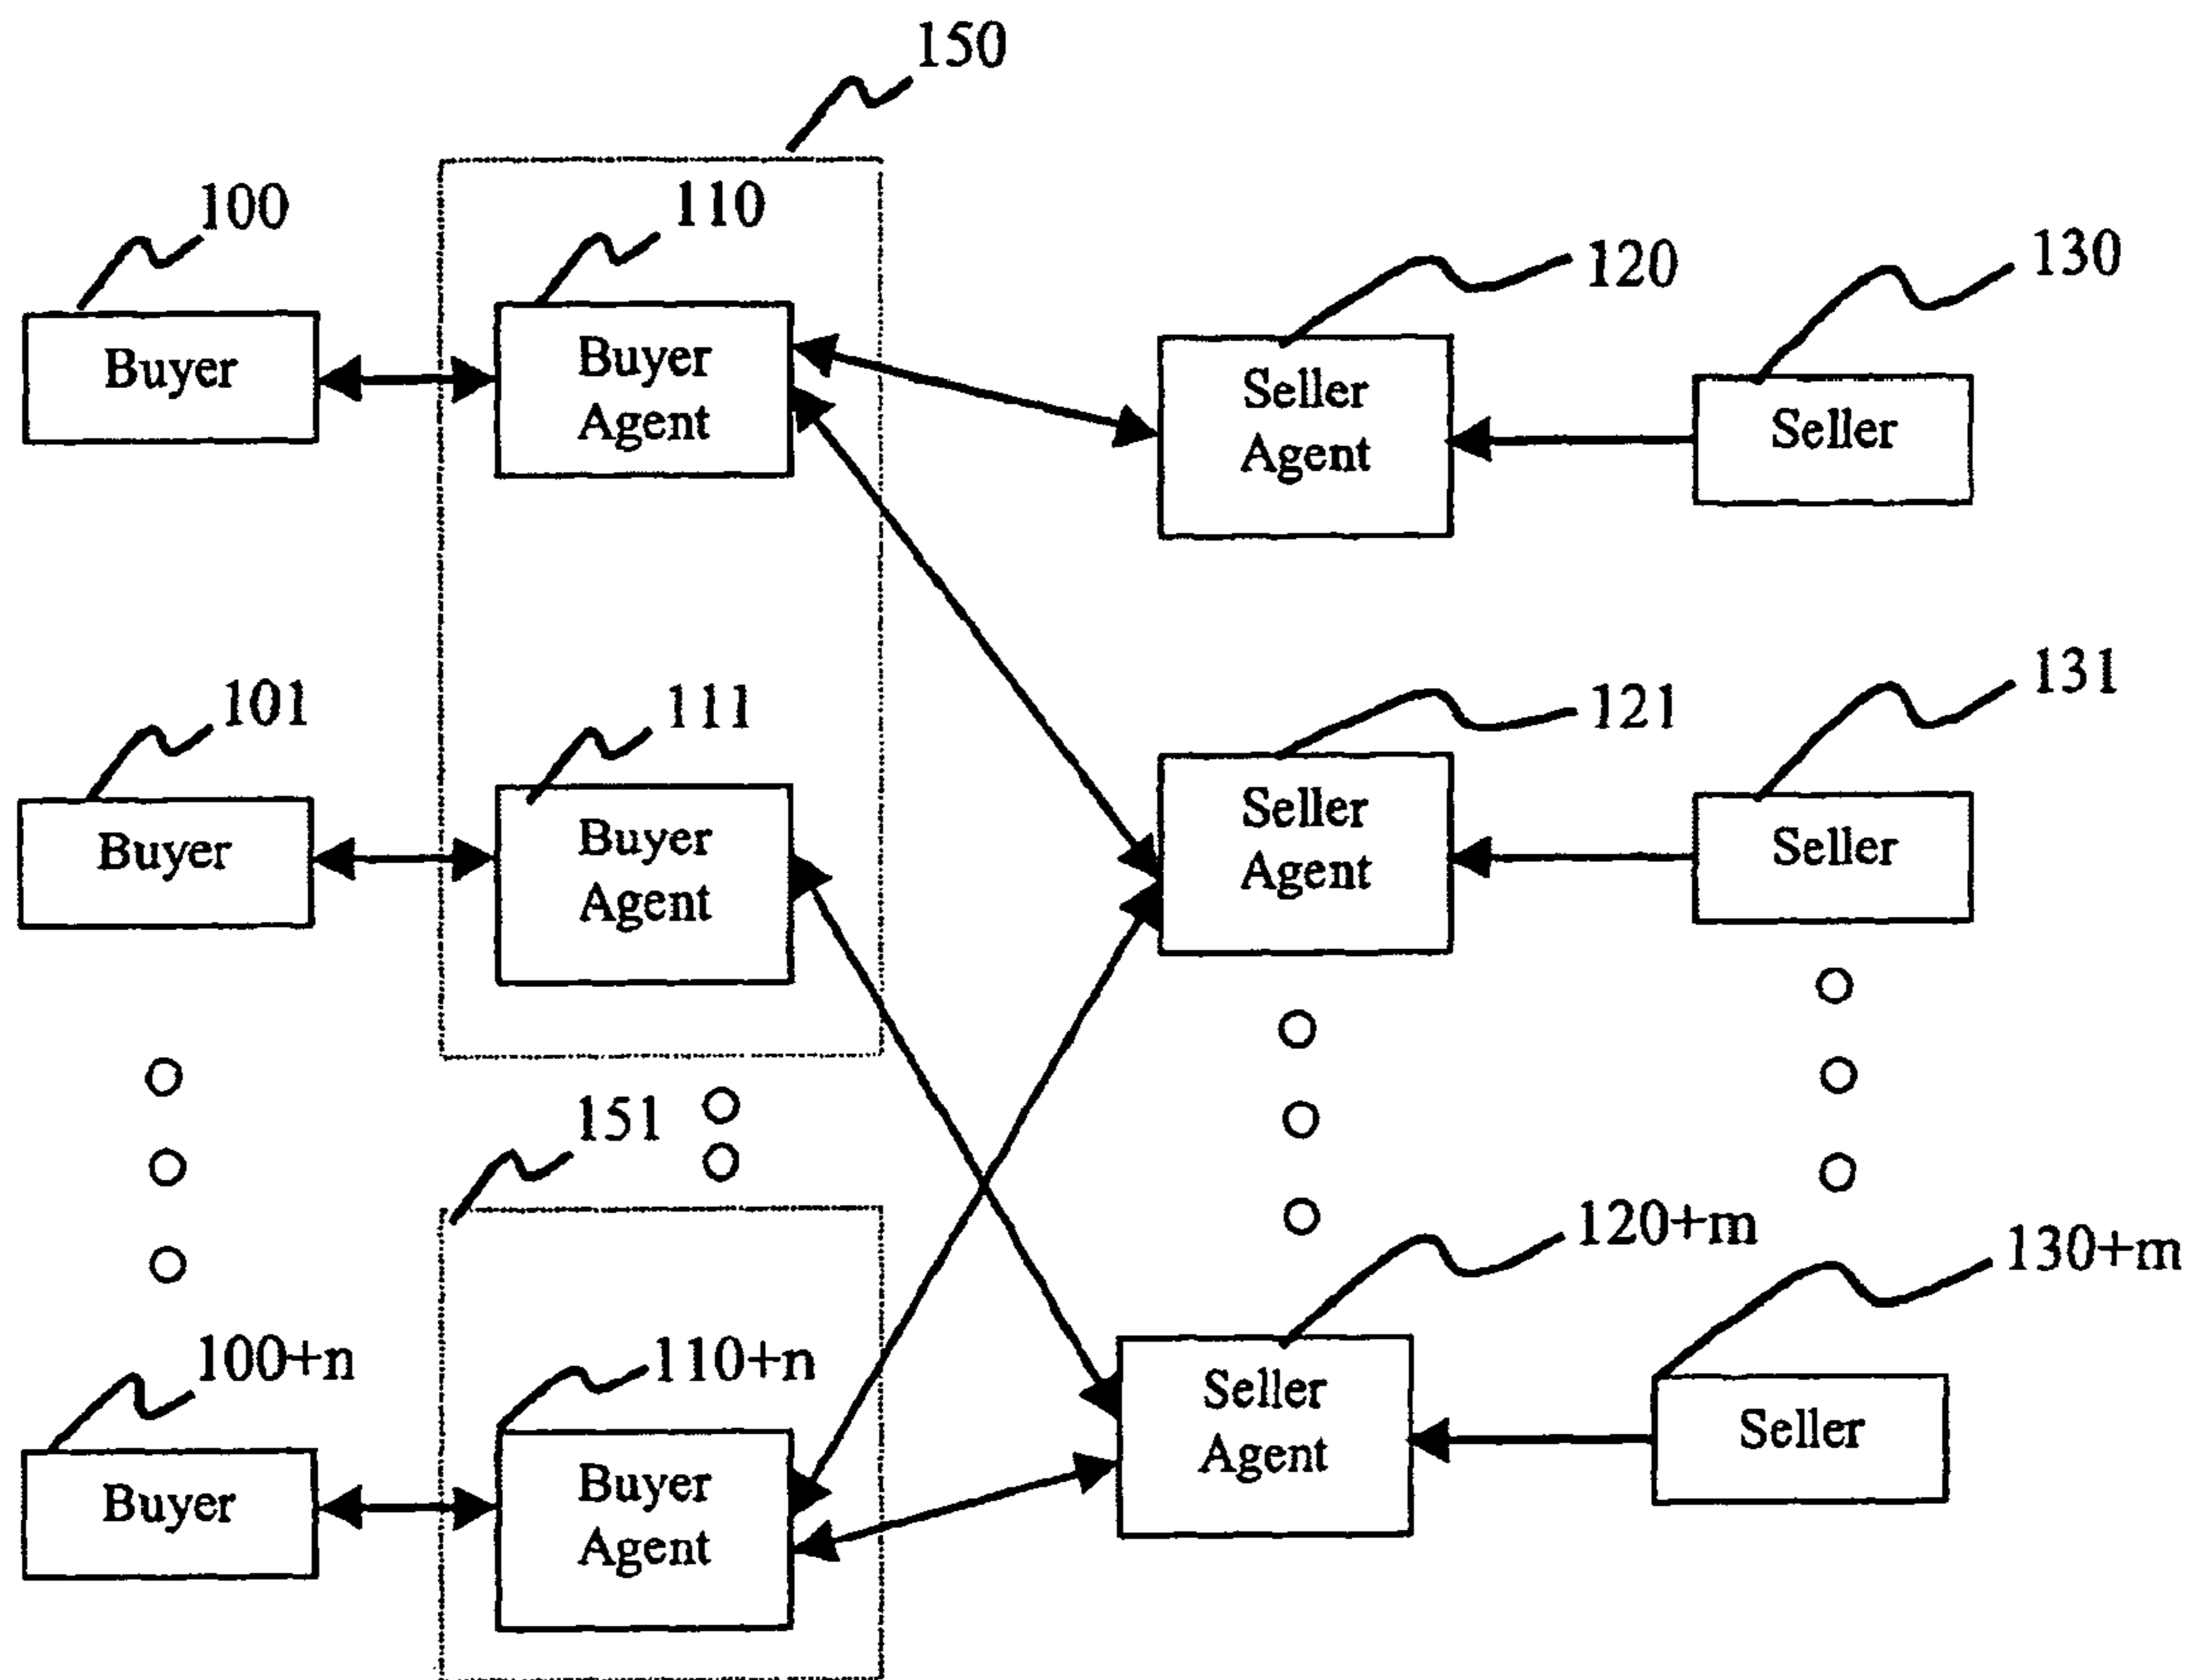 150
100
110
120
130
Buyer
Buyer
Agent
Seller
Agent
Seller
101
111
121
131
Buyer
Buyer
Agent
Seller
Agent
Seller
151
120+m
130+m
100+n
110+n
Buyer
Buyer
Agent
Seller
Agent
Seller